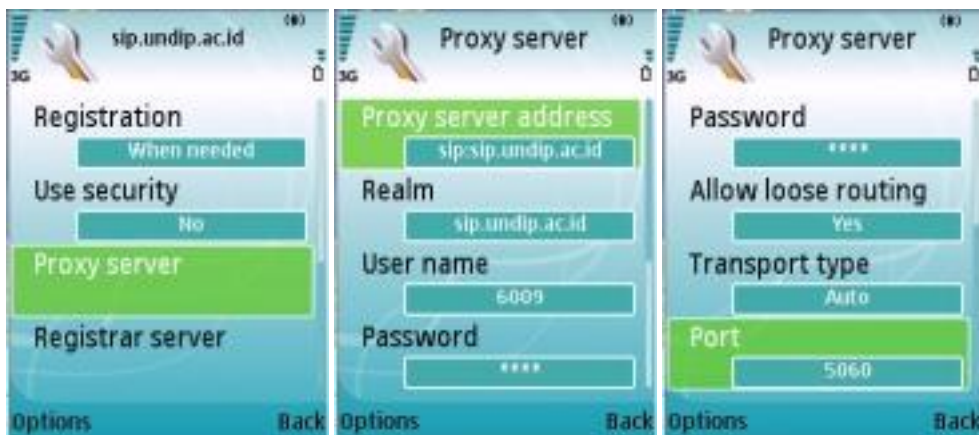 sip.undip.ac.id
3G
Registration
When needed
Use security
No
Proxy server
Registrar server
Options Back
Proxy server
3G
Proxy server address
sip:sip.undip.ac.id
Realm
sip.undip.ac.id
User name
6009
Password
****
Options Back
Proxy server
3G
Password
****
Allow loose routing
Yes
Transport type
Auto
Port
5060
Options Back